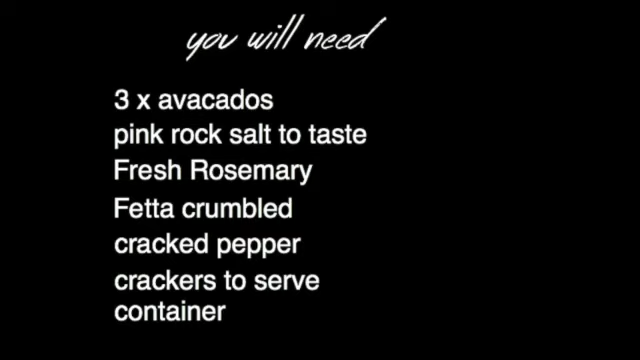 you will need
3 x avacados
pink rock salt to taste
Fresh Rosemary
Fetta crumbled
cracked pepper
crackers to serve
container